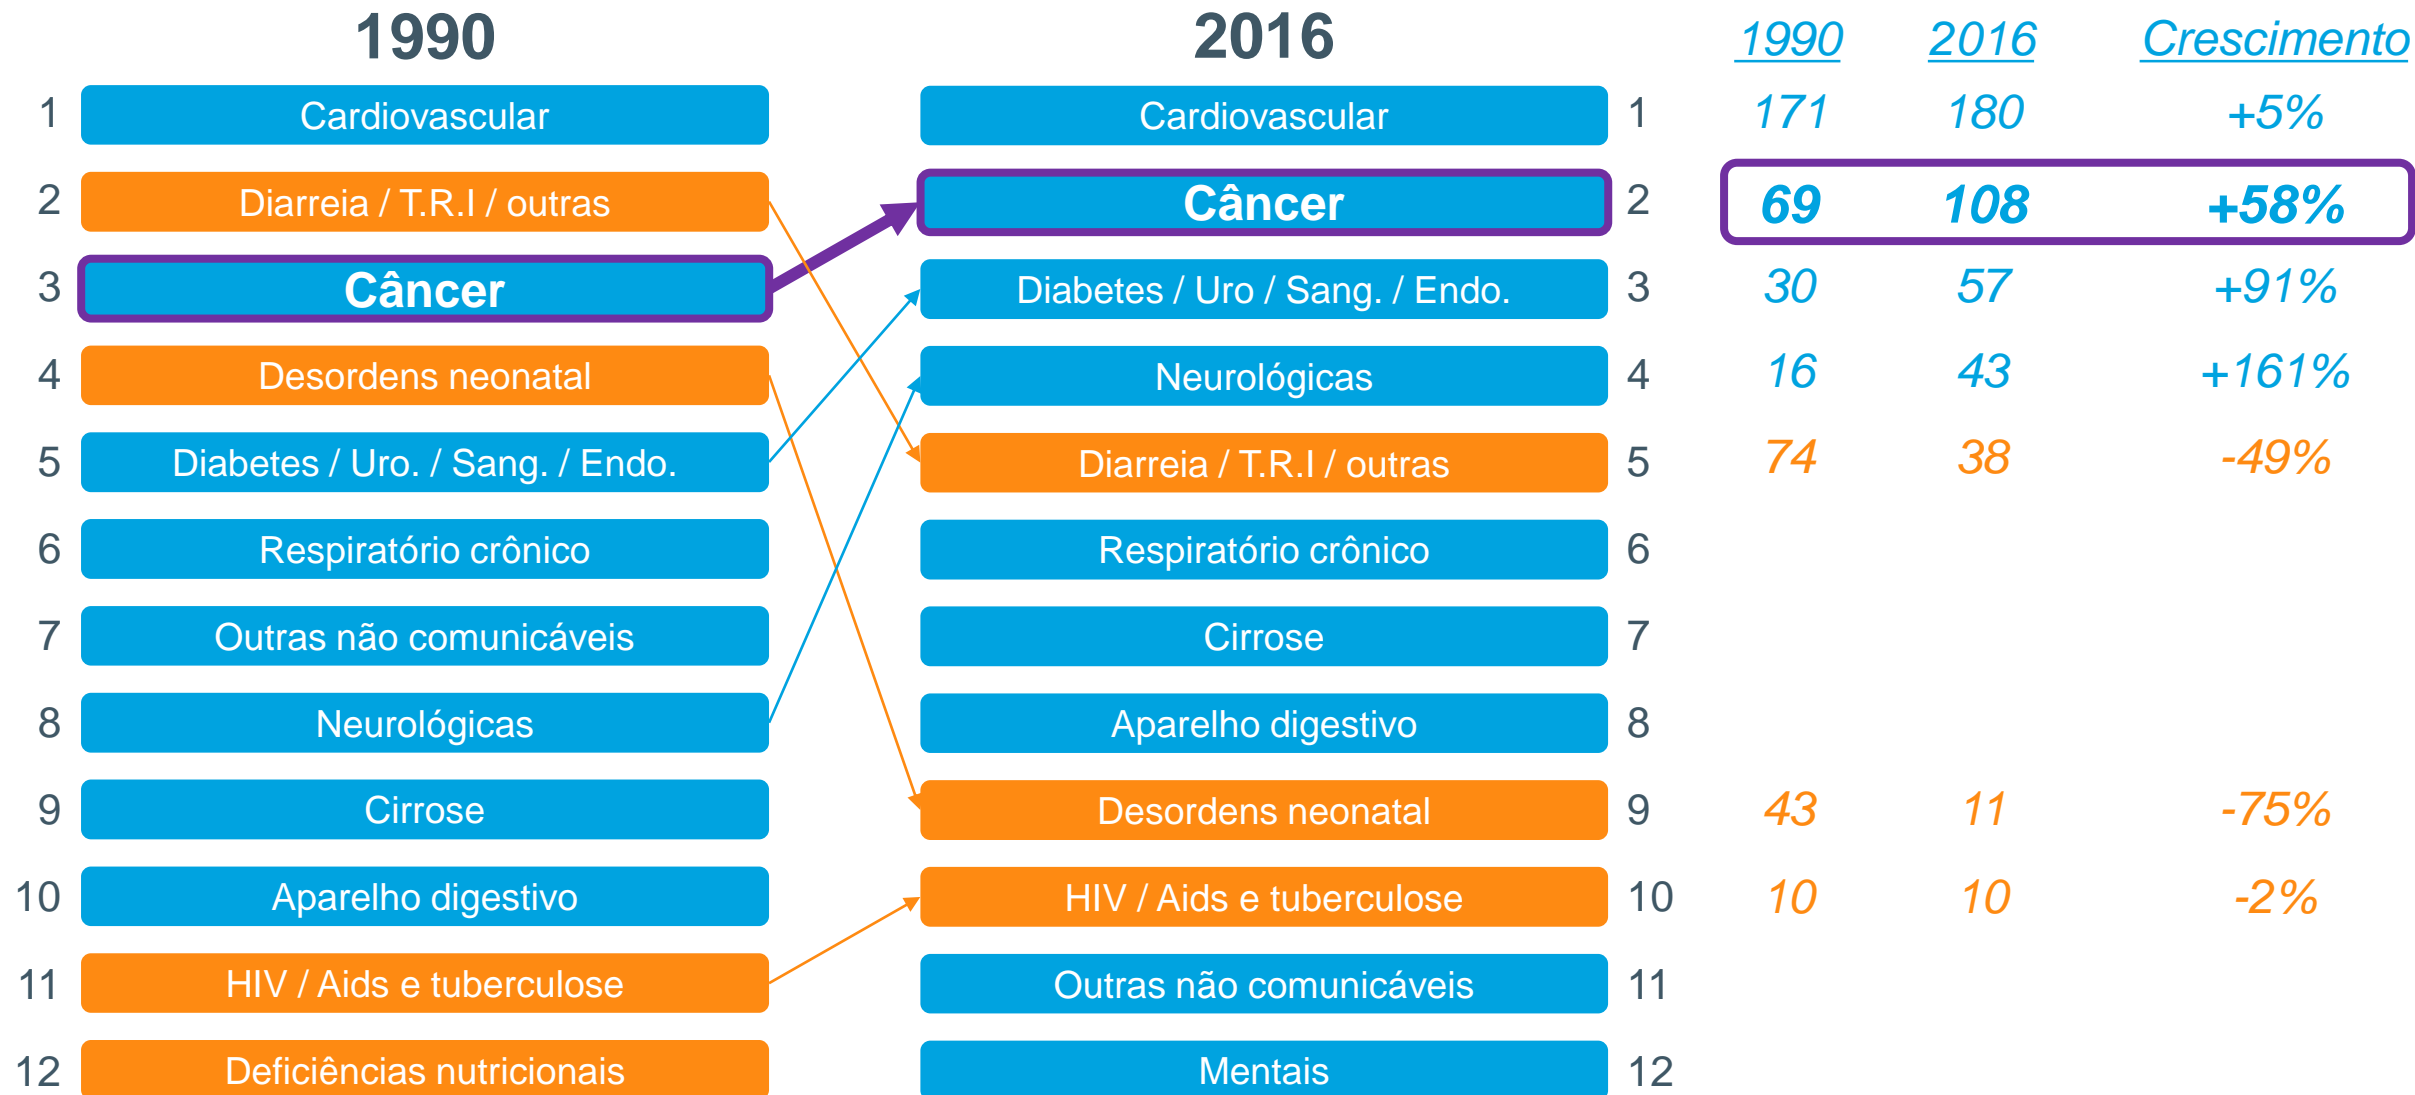 1990 2016 1990 2016 Crescimento
1 Cardiovascular Cardiovascular 1 171 180 +5%
2 Diarreia / T.R.I / outras Câncer 2 69 108 +58%
3 Câncer Diabetes / Uro / Sang. / Endo. 3 30 57 +91%
4 Desordens neonatal Neurológicas 4 16 43 +161%
5 Diabetes / Uro. / Sang. / Endo. Diarreia / T.R.I / outras 5 74 38 -49%
6 Respiratório crônico Respiratório crônico 6
7 Outras não comunicáveis Cirrose 7
8 Neurológicas Aparelho digestivo 8
9 Cirrose Desordens neonatal 9 43 11 -75%
10 Aparelho digestivo HIV / Aids e tuberculose 10 10 10 -2%
11 HIV / Aids e tuberculose Outras não comunicáveis 11
12 Deficiências nutricionais Mentais 12